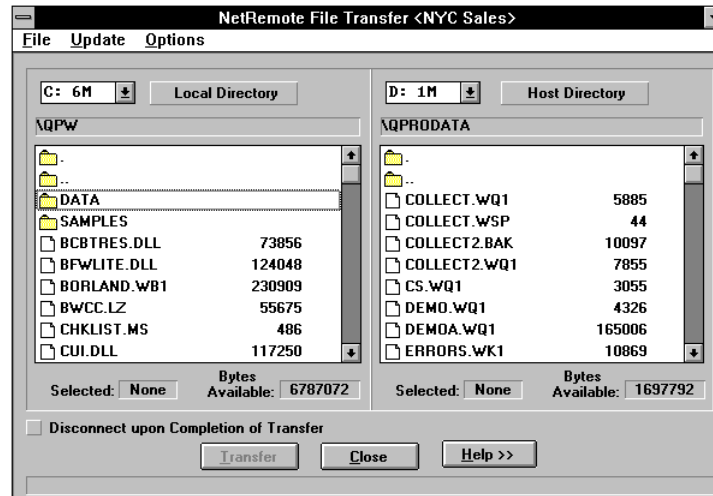 NetRemote File Transfer <NYC Sales>
File Update Options
C: 6M Local Directory
\QPW
.
..
DATA
SAMPLES
BCBTRES.DLL 73856
BFWLITE.DLL 124048
BORLAND.WB1 230909
BWCC.LZ 55675
CHKLIST.MS 486
CUI.DLL 117250
Selected: None Bytes Available: 6787072
D: 1M Host Directory
\QPRODATA
.
..
COLLECT.WQ1 5885
COLLECT.WSP 44
COLLECT2.BAK 10097
COLLECT2.WQ1 7855
CS.WQ1 3055
DEMO.WQ1 4326
DEMOA.WQ1 165006
ERRORS.WK1 10869
Selected: None Bytes Available: 1697792
Disconnect upon Completion of Transfer
Transfer Close Help >>